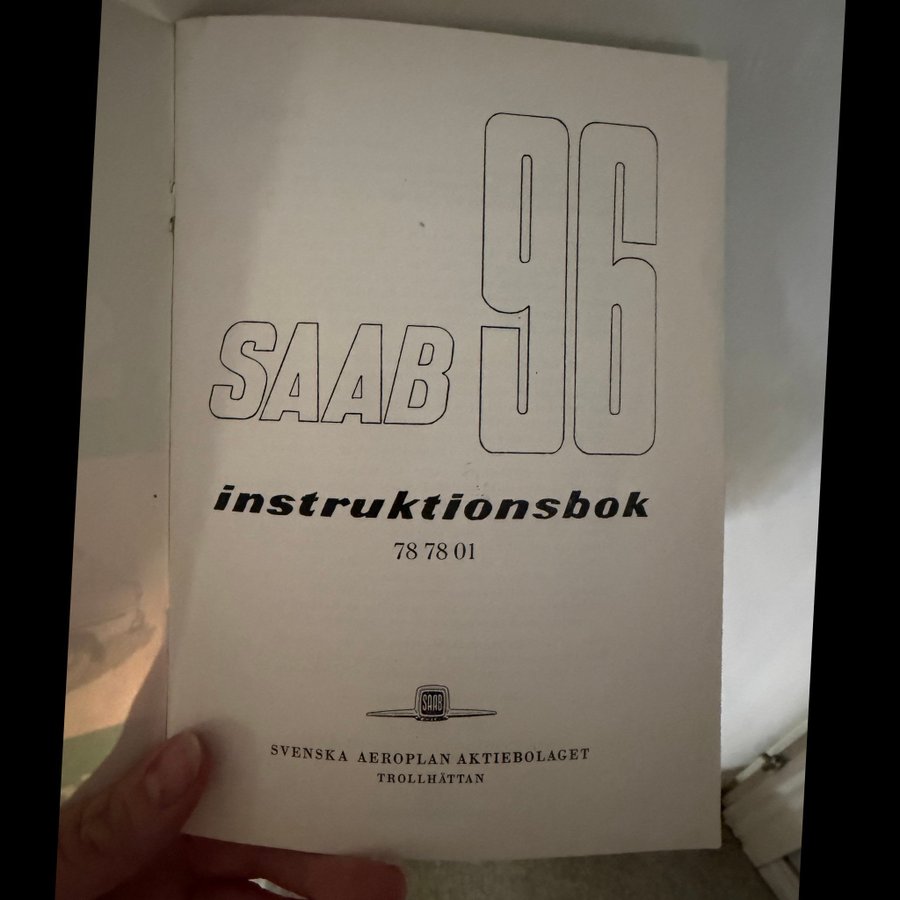 SAAB 96
instruktionsbok
78 78 01
SAAB
SVENSKA AEROPLAN AKTIEBOLAGET
TROLLHÄTTAN